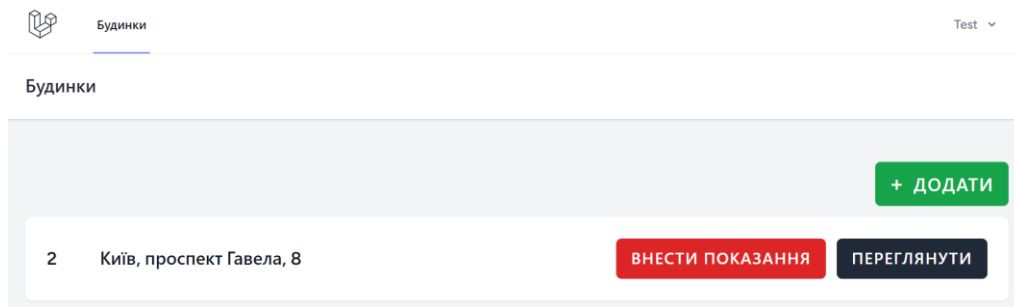 Будинки Test
Будинки
+ ДОДАТИ
2 Київ, проспект Гавела, 8 ВНЕСТИ ПОКАЗАННЯ ПЕРЕГЛЯНУТИ